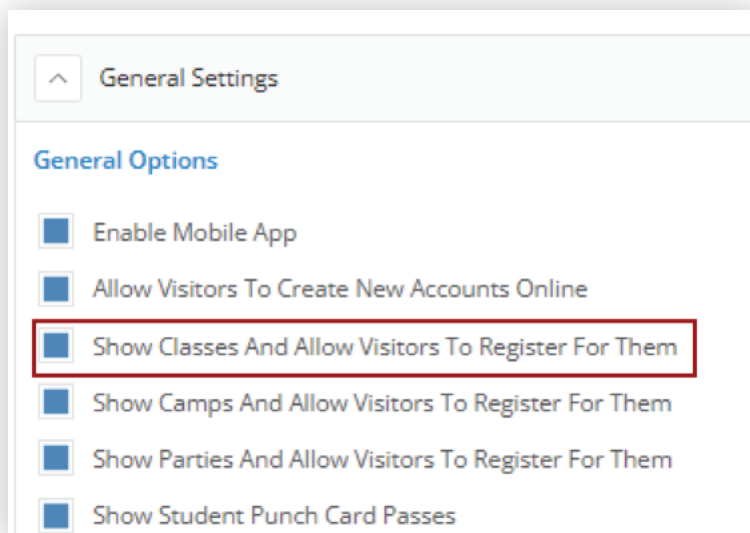 General Settings
General Options
Enable Mobile App
Allow Visitors To Create New Accounts Online
Show Classes And Allow Visitors To Register For Them
Show Camps And Allow Visitors To Register For Them
Show Parties And Allow Visitors To Register For Them
Show Student Punch Card Passes